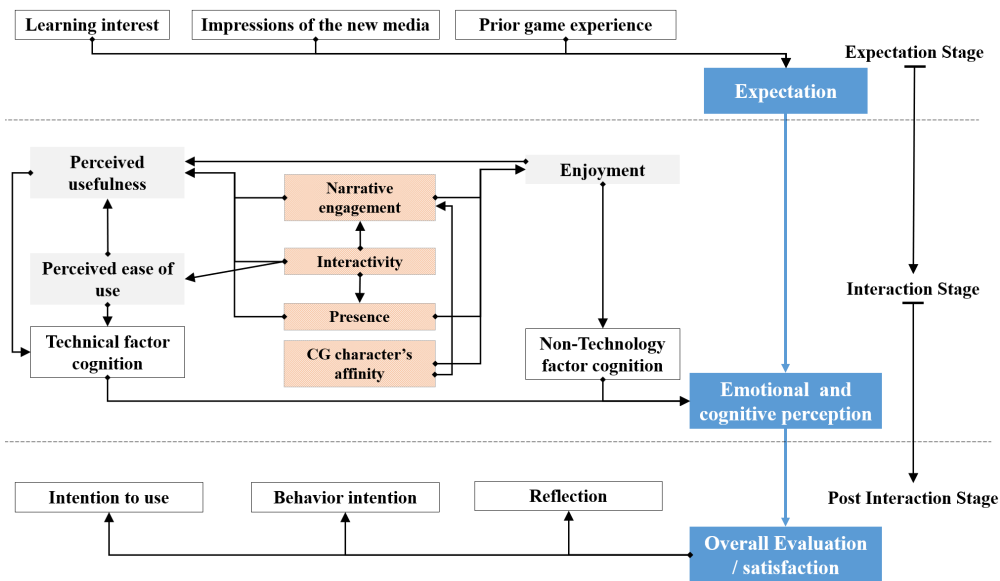 Learning interest
Impressions of the new media
Prior game experience
Expectation Stage
Expectation
Perceived
usefulness
Enjoyment
Narrative
engagement
Interactivity
Perceived ease of
use
Interaction Stage
Presence
Technical factor
cognition
CG character's
affinity
Non-Technology
factor cognition
Emotional and
cognitive perception
Intention to use
Behavior intention
Reflection
Post Interaction Stage
Overall Evaluation
/ satisfaction